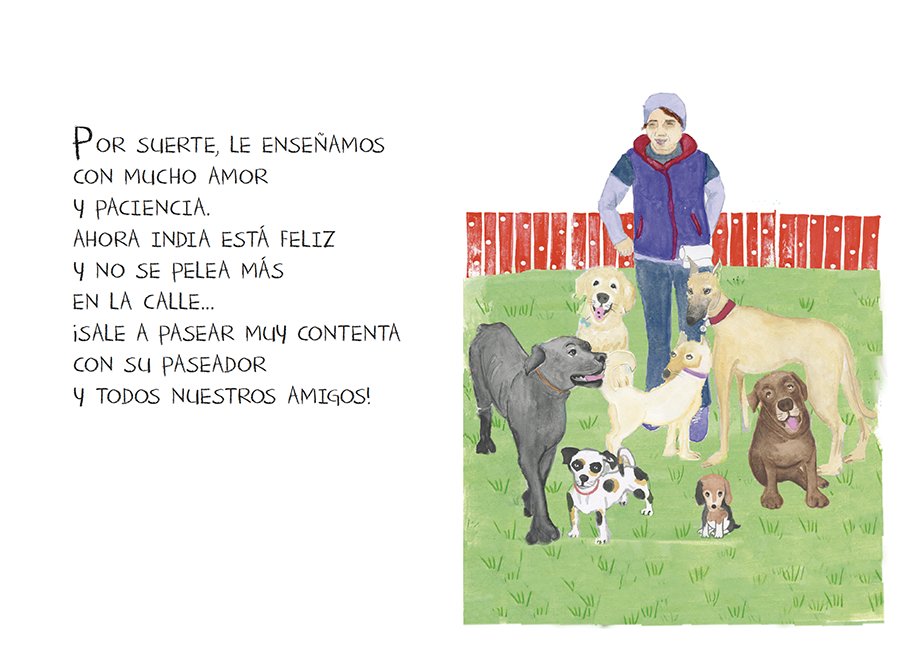 POR SUERTE, LE ENSEÑAMOS
CON MUCHO AMOR
Y PACIENCIA.
AHORA INDIA ESTÁ FELIZ
Y NO SE PELEA MÁS
EN LA CALLE...
¡SALE A PASEAR MUY CONTENTA
CON SU PASEADOR
Y TODOS NUESTROS AMIGOS!